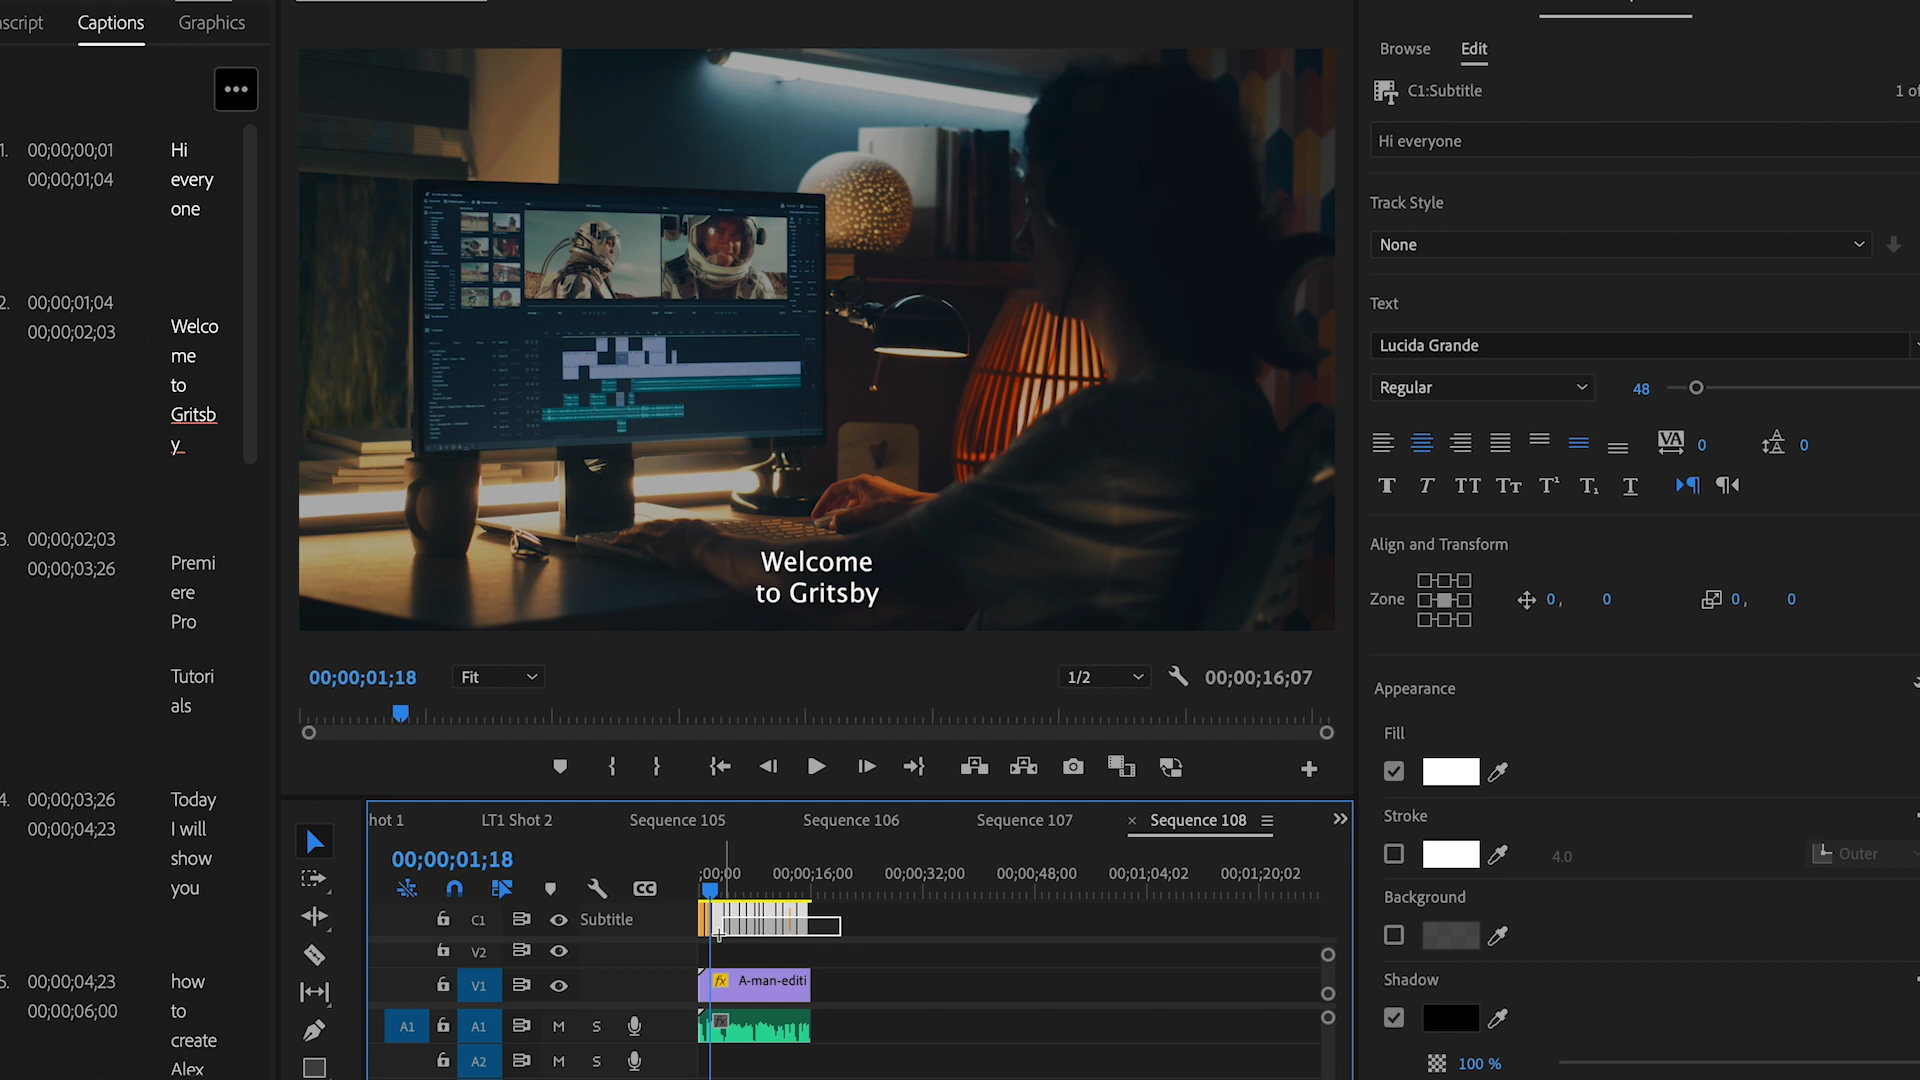 Captions
Graphics
00;00;00;01
00;00;01;04
Hi
every
one
2.
00;00;01;04
00;00;02;03
Welco
me
to
Gritsb
y
3.
00;00;02;03
00;00;03;26
Premi
ere
Pro
Tutori
als
4.
00;00;03;26
00;00;04;23
Today
I will
show
you
5.
00;00;04;23
00;00;06;00
how
to
create
Alex
Welcome
to Gritsby
00;00;01;18
Fit
1/2
00;00;16;07
hot 1
LT1 Shot 2
Sequence 105
Sequence 106
Sequence 107
Sequence 108
00;00;01;18
;00;00
00;00;16;00
00;00;32;00
00;00;48;00
00;01;04;02
00;01;20;02
C1
Subtitle
V2
V1
fx
A-man-editi
A1
A1
M
S
fx
A2
M
S
Browse
Edit
C1:Subtitle
1 of
Hi everyone
Track Style
None
Text
Lucida Grande
Regular
48
0
0
Align and Transform
Zone
0,
0
0,
0
Appearance
Fill
Stroke
4.0
Outer
Background
Shadow
100 %